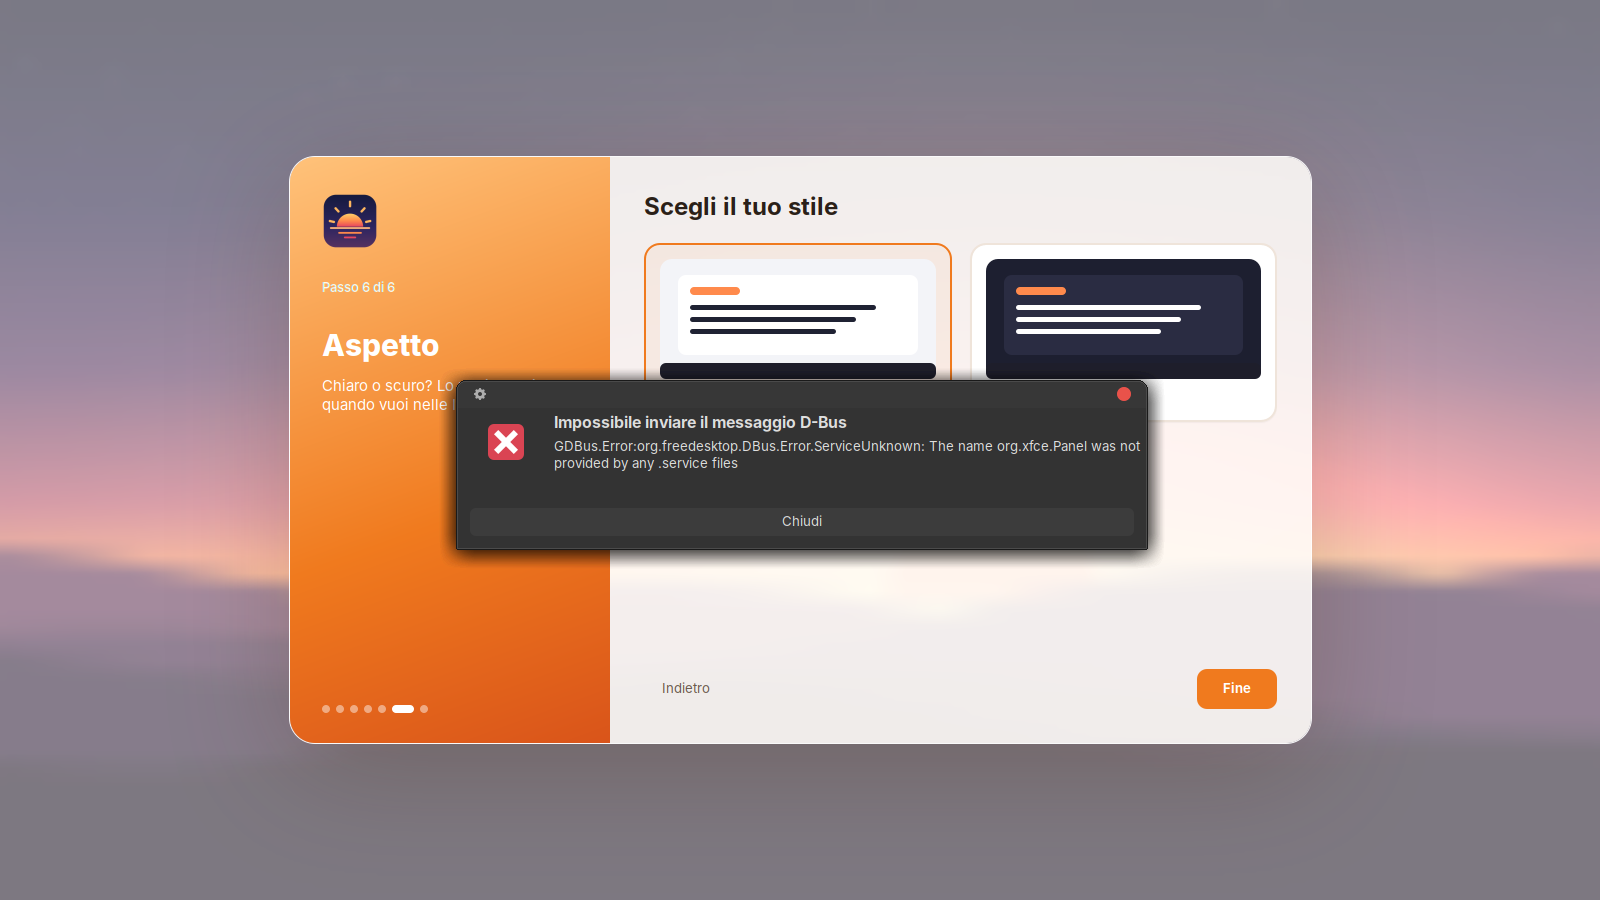 Scegli il tuo stile
Passo 6 di 6
Aspetto
Chiaro o scuro? Lo
quando vuoi nelle
Impossibile inviare il messaggio D-Bus
GDBus.Error:org.freedesktop.DBus.Error.ServiceUnknown: The name org.xfce.Panel was not
provided by any .service files
Chiudi
Indietro
Fine